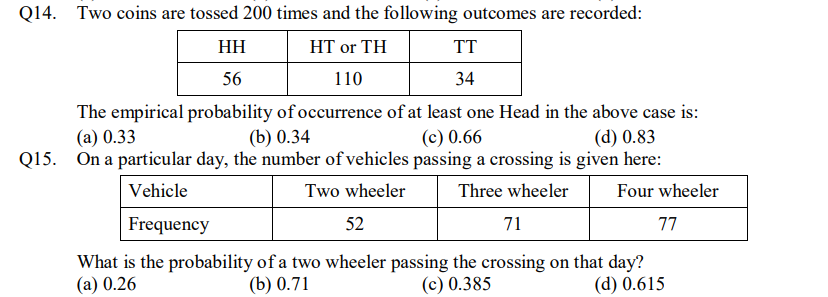 Q14. Two coins are tossed 200 times and the following outcomes are recorded:
HH HT or TH TT
56 110 34
The empirical probability of occurrence of at least one Head in the above case is:
(a) 0.33 (b) 0.34 (c) 0.66 (d) 0.83
Q15. On a particular day, the number of vehicles passing a crossing is given here:
Vehicle Two wheeler Three wheeler Four wheeler
Frequency 52 71 77
What is the probability of a two wheeler passing the crossing on that day?
(a) 0.26 (b) 0.71 (c) 0.385 (d) 0.615